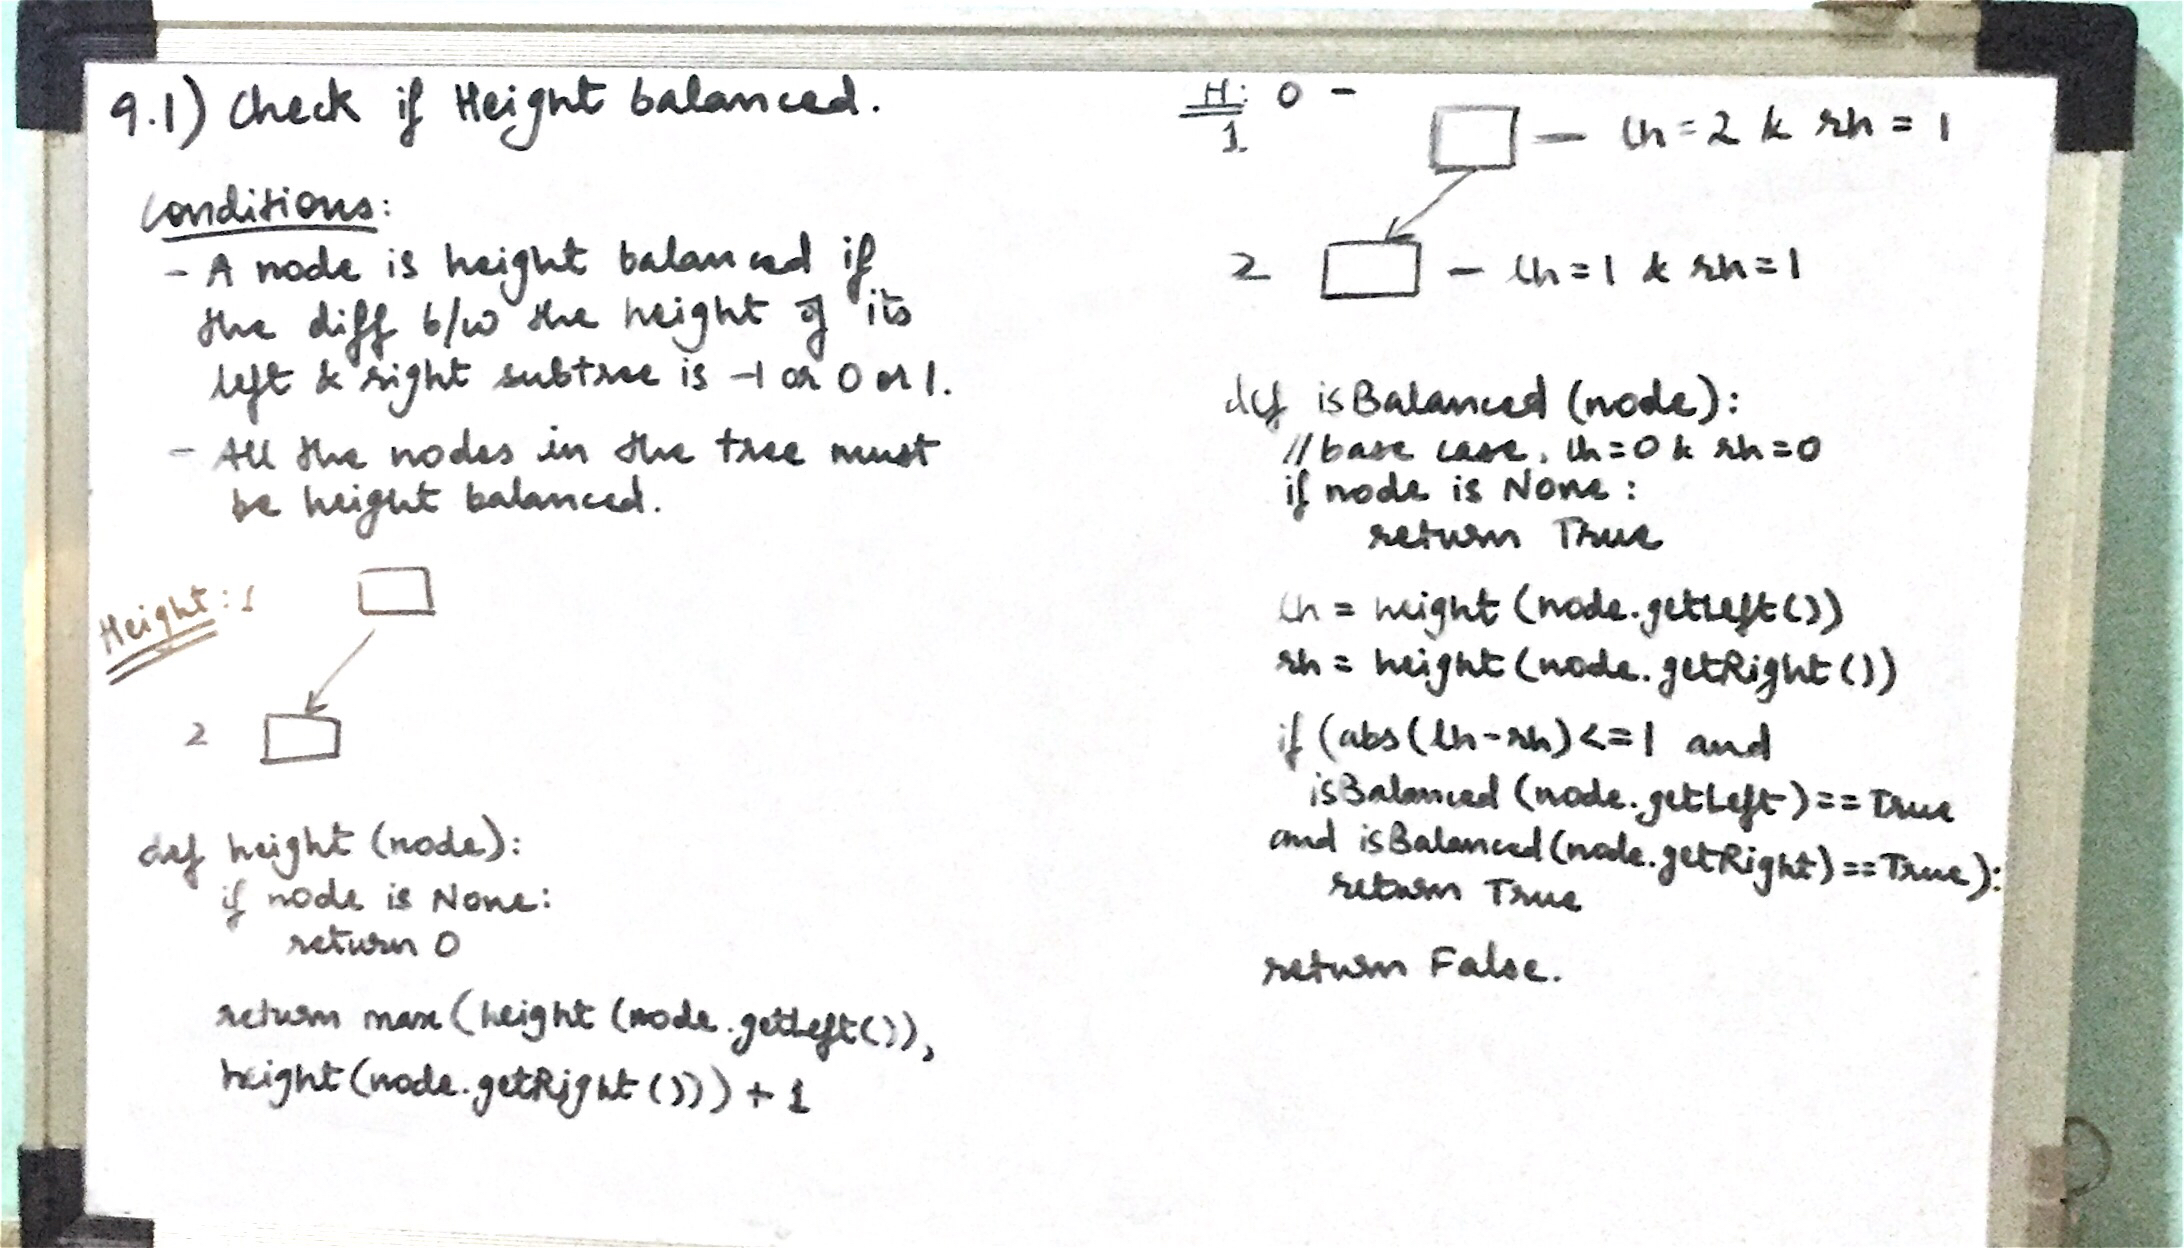 9.1) Check if Height balanced.
Conditions:
- A node is height balanced if
the diff b/w the height of its
left & right subtree is -1 or 0 or 1.
- All the nodes in the tree must
be height balanced.
Height: 1
2
def height (node):
if node is None:
return 0
return max (height (node.getLeft()),
height (node.getRight())) + 1
H: 0 -
1 — lh = 2 & rh = 1
2 — lh = 1 & rh = 1
def isBalanced (node):
// base case, lh = 0 & rh = 0
if node is None:
return True
lh = height (node.getLeft())
rh = height (node.getRight())
if (abs (lh - rh) <= 1 and
isBalanced (node.getLeft) == True
and isBalanced (node.getRight) == True):
return True
return False.